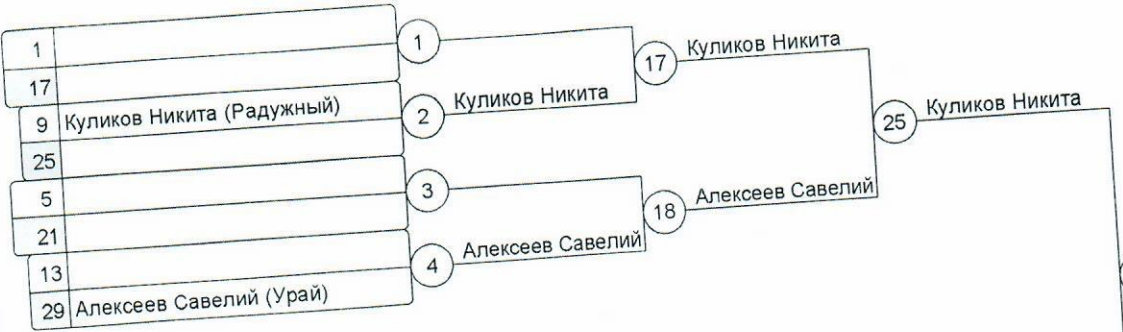 1
1
17
17 Куликов Никита
9 Куликов Никита (Радужный)
2 Куликов Никита
25
25 Куликов Никита
5
3
21
18 Алексеев Савелий
13
4 Алексеев Савелий
29 Алексеев Савелий (Урай)